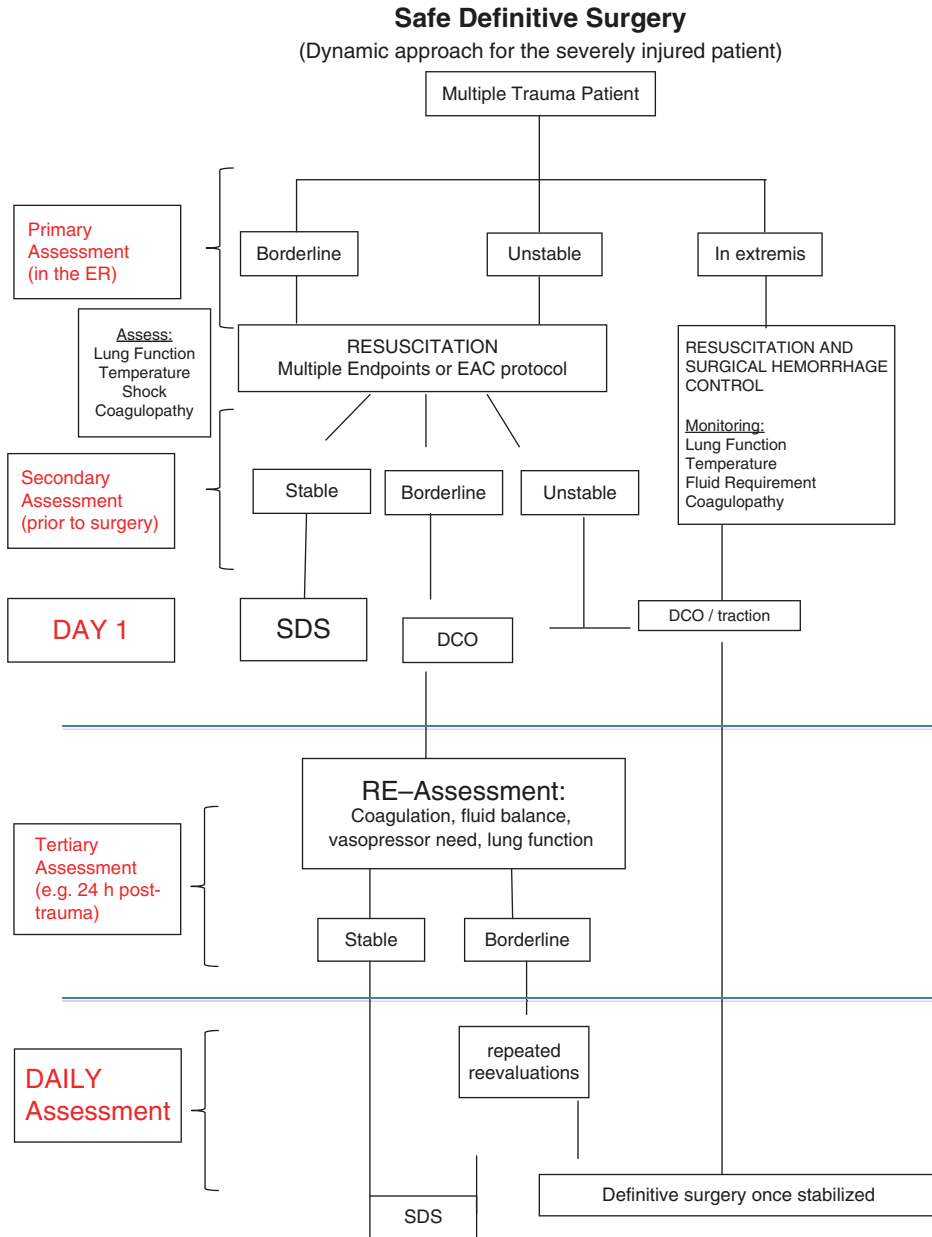 Safe Definitive Surgery
(Dynamic approach for the severely injured patient)
Multiple Trauma Patient
Primary
Assessment
(in the ER)
Borderline
Unstable
In extremis
Assess:
Lung Function
Temperature
Shock
Coagulopathy
RESUSCITATION
Multiple Endpoints or EAC protocol
RESUSCITATION AND
SURGICAL HEMORRHAGE
CONTROL
Monitoring:
Lung Function
Temperature
Fluid Requirement
Coagulopathy
Secondary
Assessment
(prior to surgery)
Stable
Borderline
Unstable
DAY 1
SDS
DCO
DCO / traction
RE–Assessment:
Coagulation, fluid balance,
vasopressor need, lung function
Tertiary
Assessment
(e.g. 24 h post-
trauma)
Stable
Borderline
DAILY
Assessment
repeated
reevaluations
SDS
Definitive surgery once stabilized